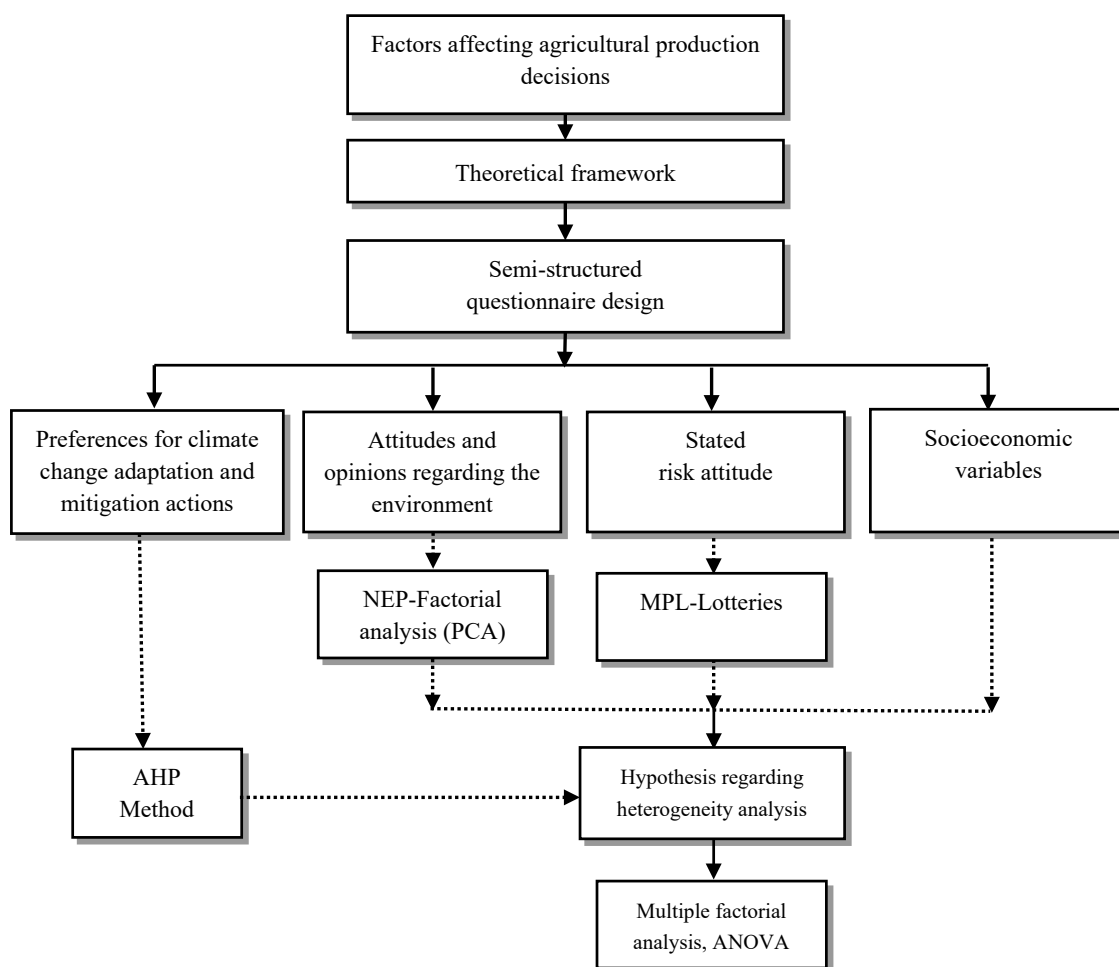 Factors affecting agricultural production
decisions
Theoretical framework
Semi-structured
questionnaire design
Preferences for climate
change adaptation and
mitigation actions
Attitudes and
opinions regarding the
environment
Stated
risk attitude
Socioeconomic
variables
NEP-Factorial
analysis (PCA)
MPL-Lotteries
AHP
Method
Hypothesis regarding
heterogeneity analysis
Multiple factorial
analysis, ANOVA